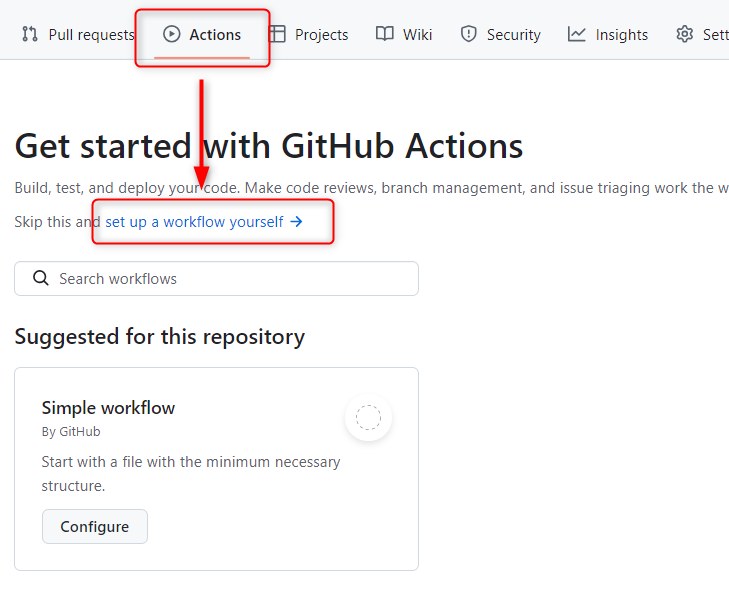 Pull requests Actions Projects Wiki Security Insights Sett
Get started with GitHub Actions
Build, test, and deploy your code. Make code reviews, branch management, and issue triaging work the w
Skip this and set up a workflow yourself →
Search workflows
Suggested for this repository
Simple workflow
By GitHub
Start with a file with the minimum necessary
structure.
Configure